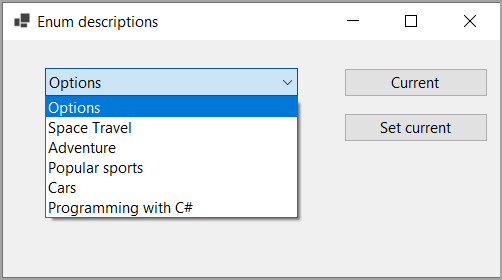 Enum descriptions
Options
Current
Options
Space Travel
Set current
Adventure
Popular sports
Cars
Programming with C#